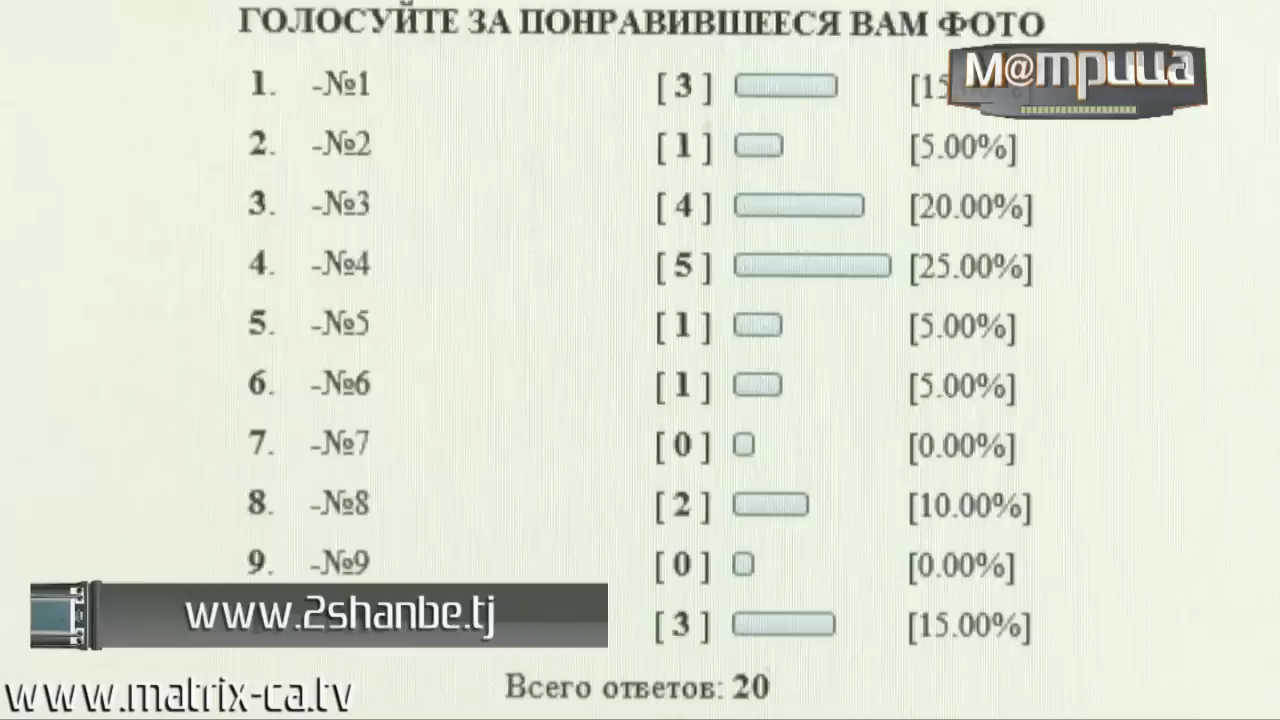 ГОЛОСУЙТЕ ЗА ПОНРАВИВШЕЕСЯ ВАМ ФОТО
М@трица
1. -№1 [ 3 ] [15
2. -№2 [ 1 ] [5.00%]
3. -№3 [ 4 ] [20.00%]
4. -№4 [ 5 ] [25.00%]
5. -№5 [ 1 ] [5.00%]
6. -№6 [ 1 ] [5.00%]
7. -№7 [ 0 ] [0.00%]
8. -№8 [ 2 ] [10.00%]
9. -№9 [ 0 ] [0.00%]
www.2shanbe.tj
[ 3 ] [15.00%]
Всего ответов: 20
www.matrix-ca.tv